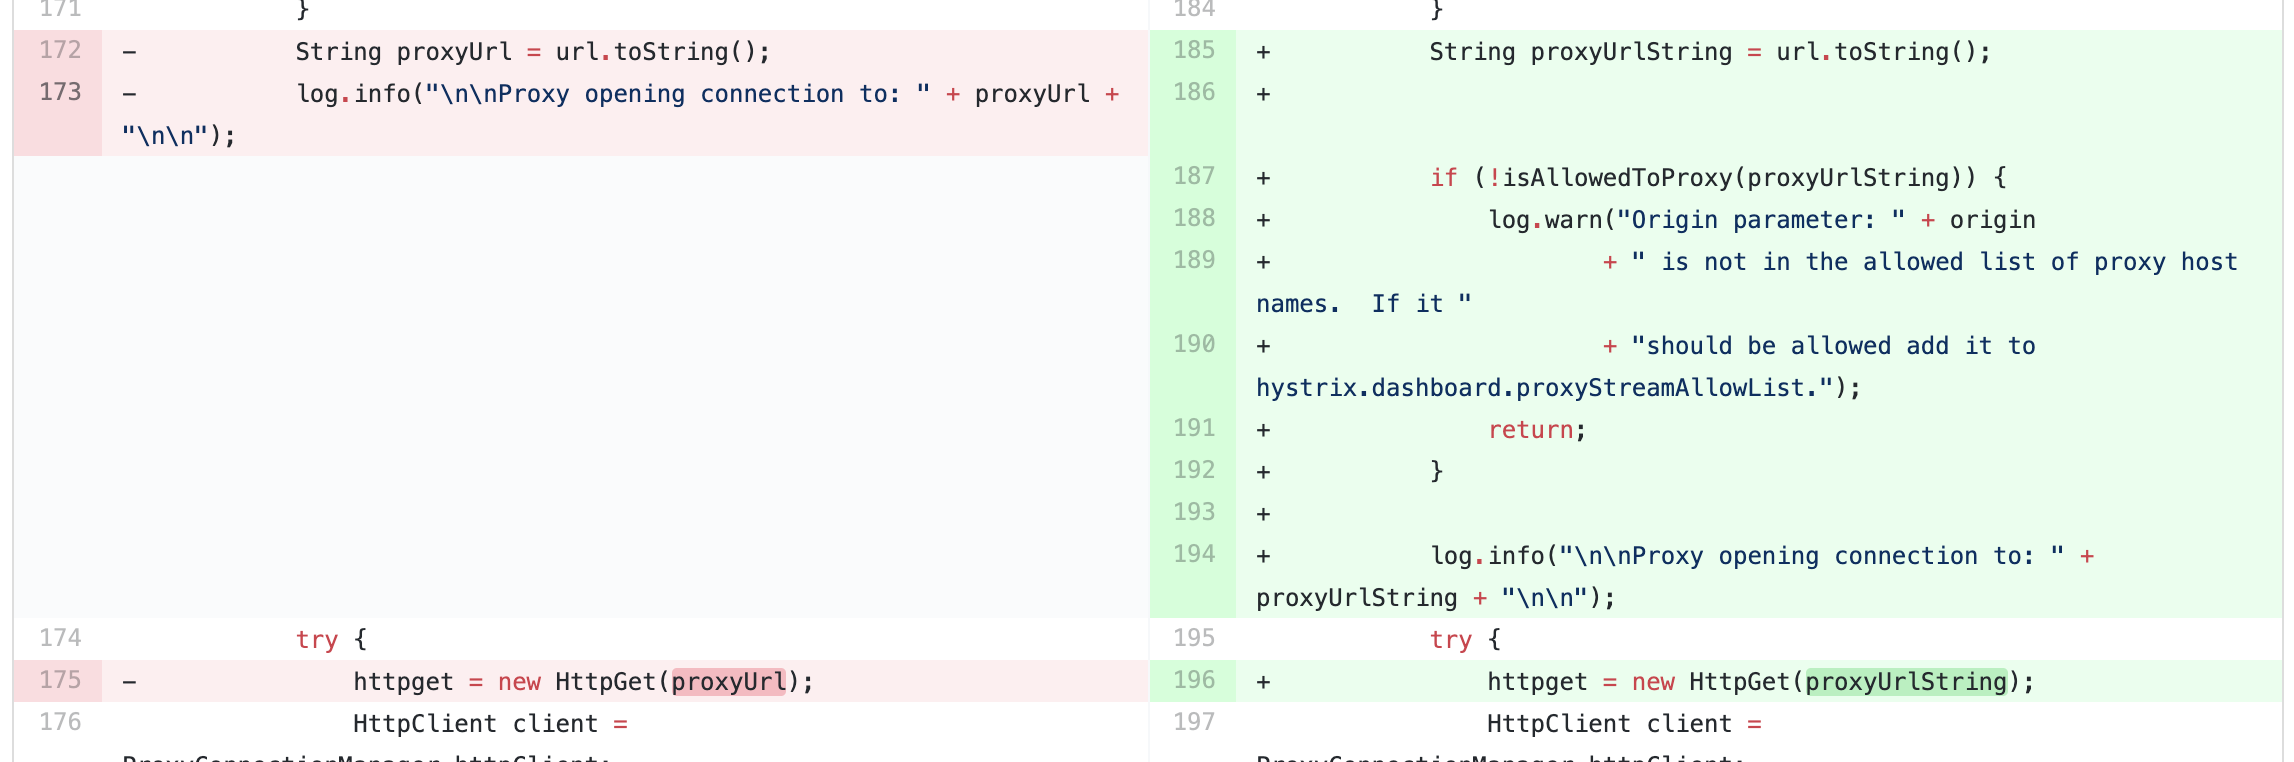 171 }
172 - String proxyUrl = url.toString();
173 - log.info("\n\nProxy opening connection to: " + proxyUrl +
"\n\n");
174 try {
175 - httpget = new HttpGet(proxyUrl);
176 HttpClient client =
ProxyConnectionManager.httpClient;
184 }
185 + String proxyUrlString = url.toString();
186 +
187 + if (!isAllowedToProxy(proxyUrlString)) {
188 + log.warn("Origin parameter: " + origin
189 + + " is not in the allowed list of proxy host
names.  If it "
190 + + "should be allowed add it to
hystrix.dashboard.proxyStreamAllowList.");
191 + return;
192 + }
193 +
194 + log.info("\n\nProxy opening connection to: " +
proxyUrlString + "\n\n");
195 try {
196 + httpget = new HttpGet(proxyUrlString);
197 HttpClient client =
ProxyConnectionManager.httpClient;